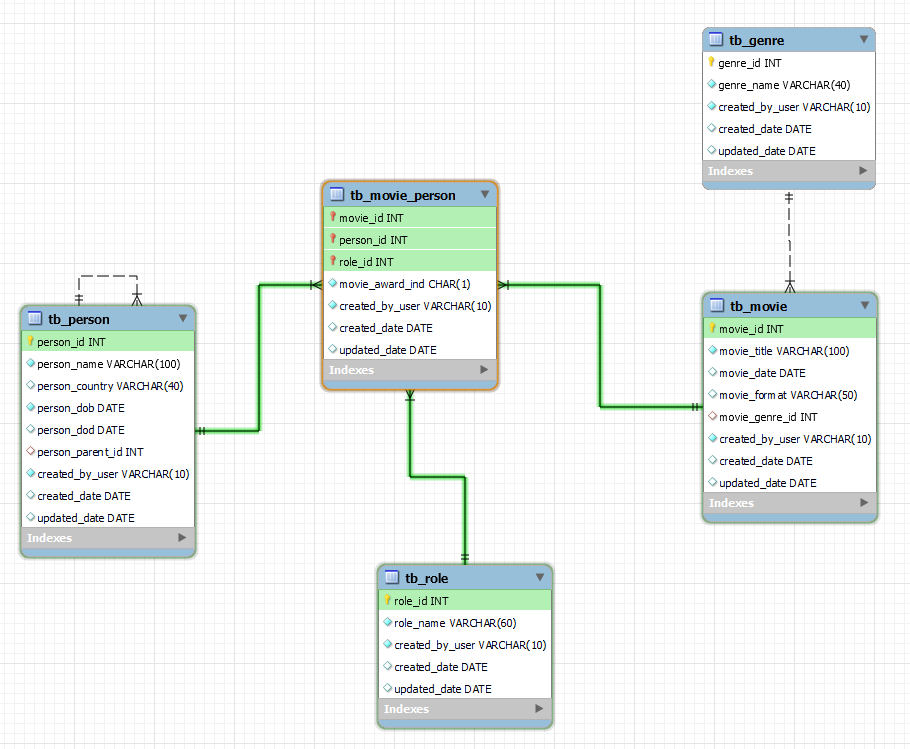 tb_genre
genre_id INT
genre_name VARCHAR(40)
created_by_user VARCHAR(10)
created_date DATE
updated_date DATE
Indexes
tb_movie_person
movie_id INT
person_id INT
role_id INT
movie_award_ind CHAR(1)
created_by_user VARCHAR(10)
created_date DATE
updated_date DATE
Indexes
tb_person
person_id INT
person_name VARCHAR(100)
person_country VARCHAR(40)
person_dob DATE
person_dod DATE
person_parent_id INT
created_by_user VARCHAR(10)
created_date DATE
updated_date DATE
Indexes
tb_movie
movie_id INT
movie_title VARCHAR(100)
movie_date DATE
movie_format VARCHAR(50)
movie_genre_id INT
created_by_user VARCHAR(10)
created_date DATE
updated_date DATE
Indexes
tb_role
role_id INT
role_name VARCHAR(60)
created_by_user VARCHAR(10)
created_date DATE
updated_date DATE
Indexes